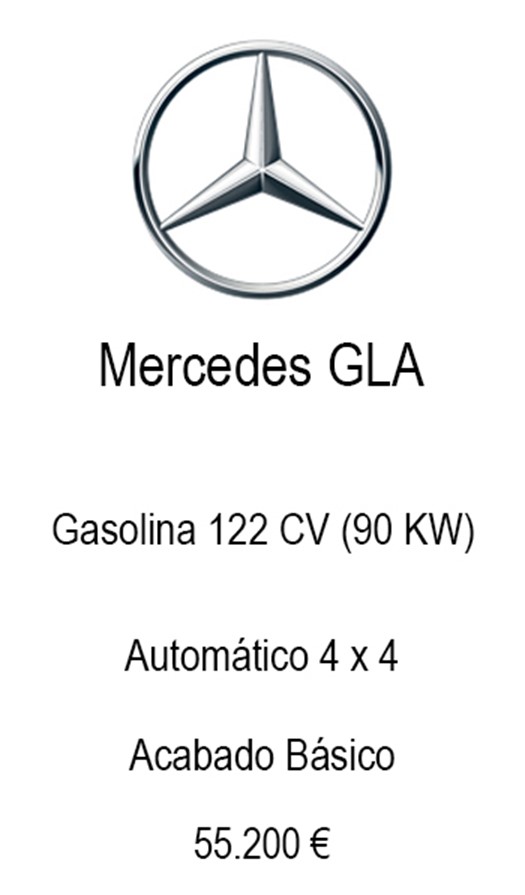 Mercedes GLA
Gasolina 122 CV (90 KW)
Automático 4 x 4
Acabado Básico
55.200 €